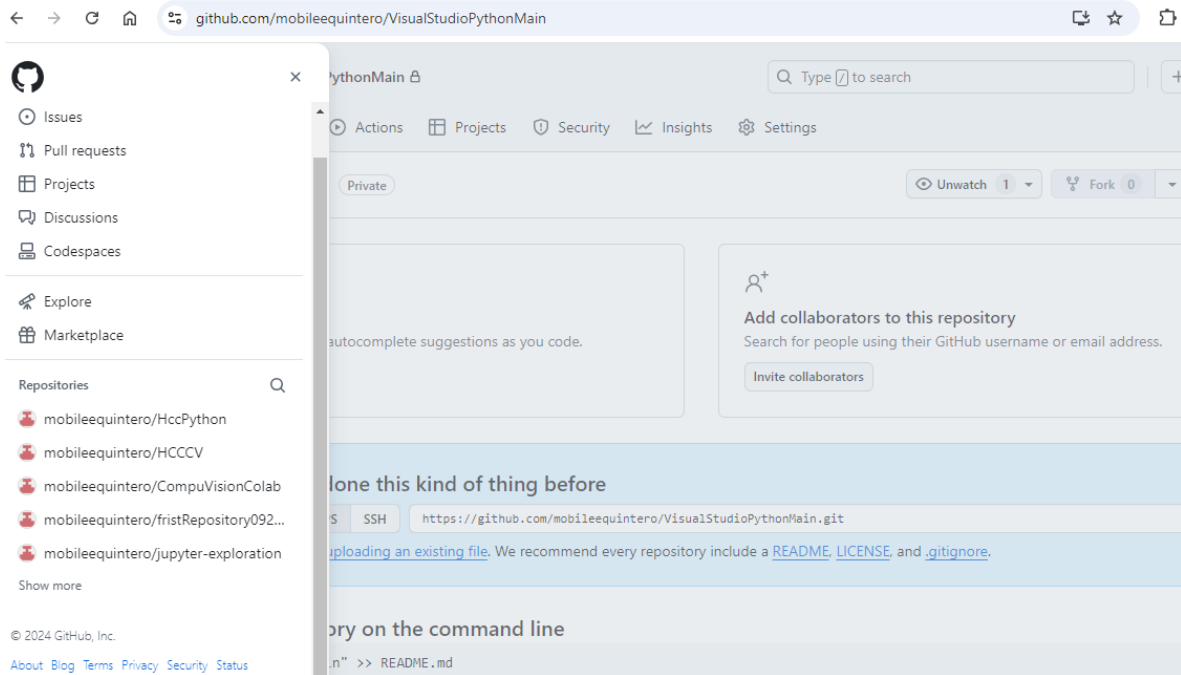 github.com/mobileequintero/VisualStudioPythonMain
PythonMain
Type / to search
Issues
Actions
Projects
Security
Insights
Settings
Pull requests
Projects
Private
Unwatch 1
Fork 0
Discussions
Codespaces
Explore
Add collaborators to this repository
Marketplace
autocomplete suggestions as you code.
Search for people using their GitHub username or email address.
Invite collaborators
Repositories
mobileequintero/HccPython
mobileequintero/HCCCV
mobileequintero/CompuVisionColab
done this kind of thing before
mobileequintero/fristRepository092...
SSH
https://github.com/mobileequintero/VisualStudioPythonMain.git
mobileequintero/jupyter-exploration
uploading an existing file. We recommend every repository include a README, LICENSE, and .gitignore.
Show more
ory on the command line
© 2024 GitHub, Inc.
n" >> README.md
About Blog Terms Privacy Security Status